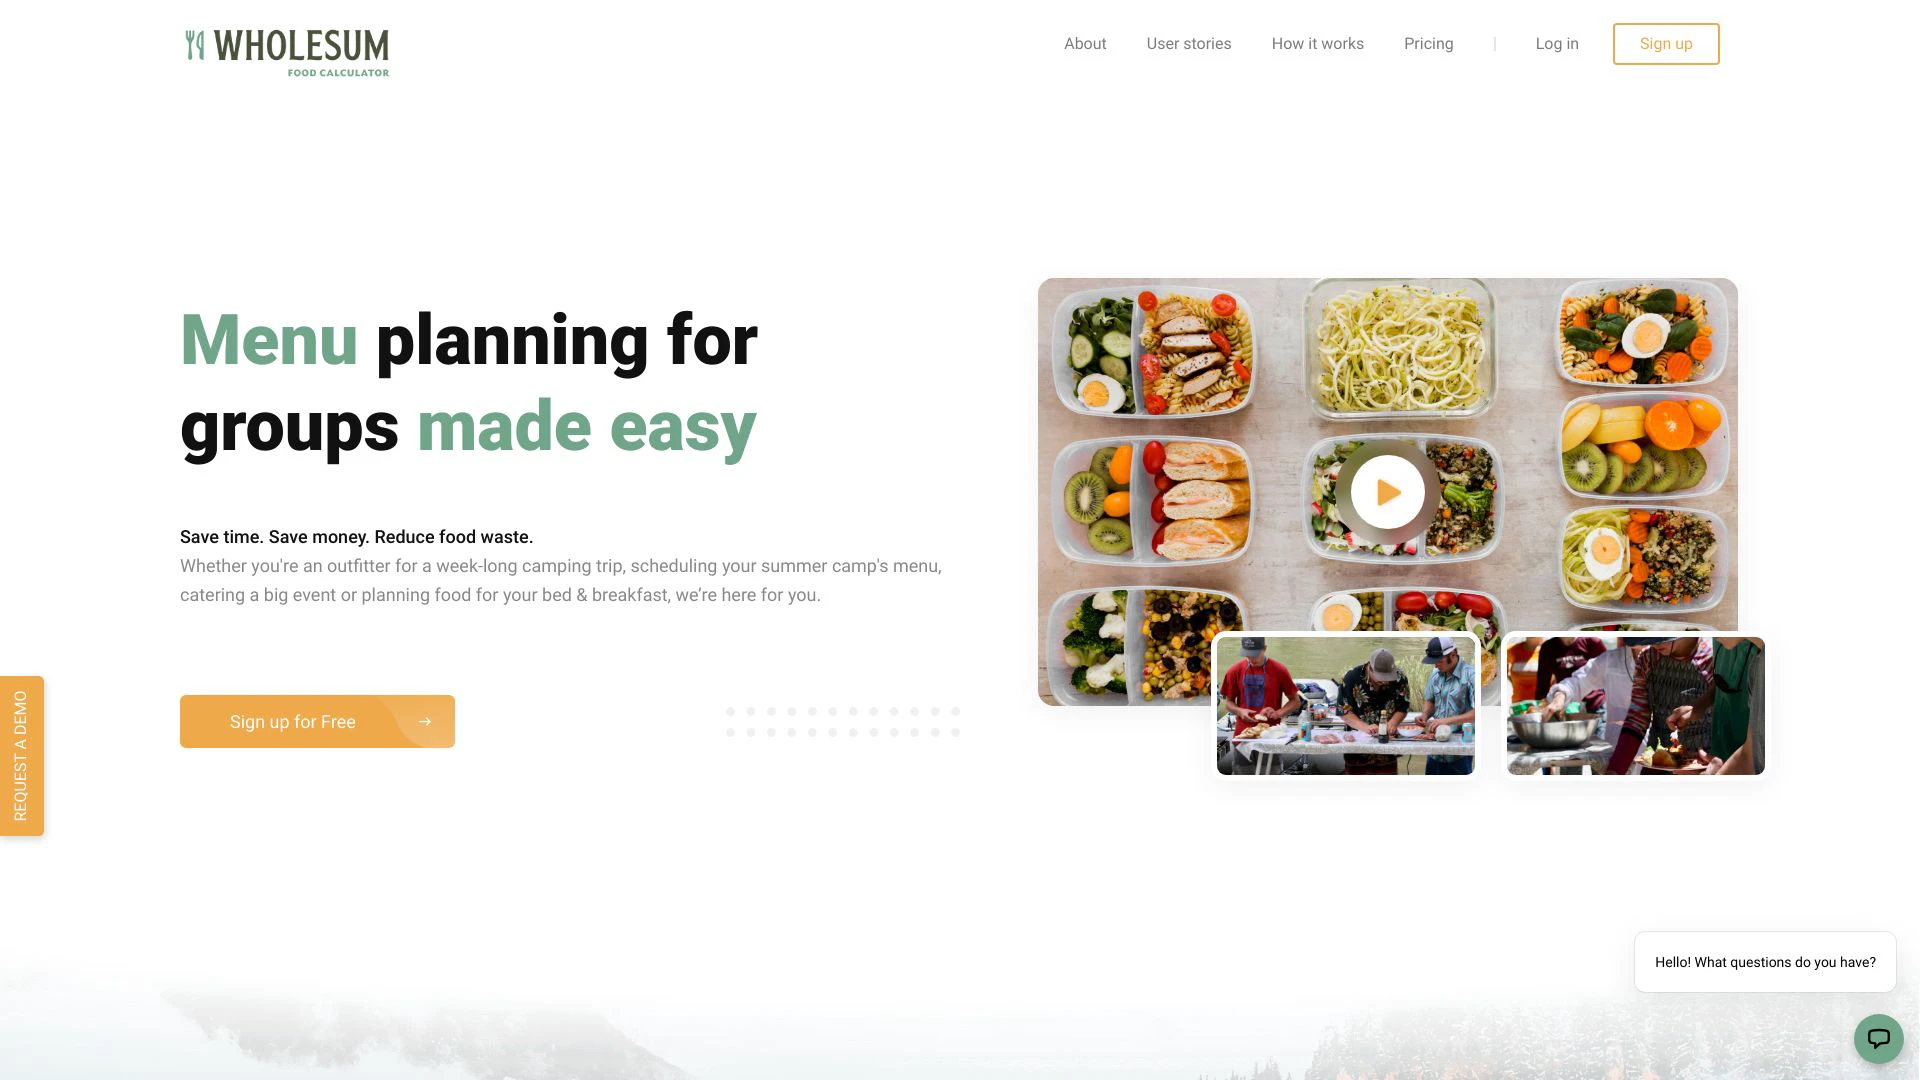 WHOLESUM
FOOD CALCULATOR
About
User stories
How it works
Pricing
|
Log in
Sign up
Menu planning for
groups made easy
Save time. Save money. Reduce food waste.
Whether you're an outfitter for a week-long camping trip, scheduling your summer camp's menu,
catering a big event or planning food for your bed & breakfast, we’re here for you.
Sign up for Free →
REQUEST A DEMO
Hello! What questions do you have?